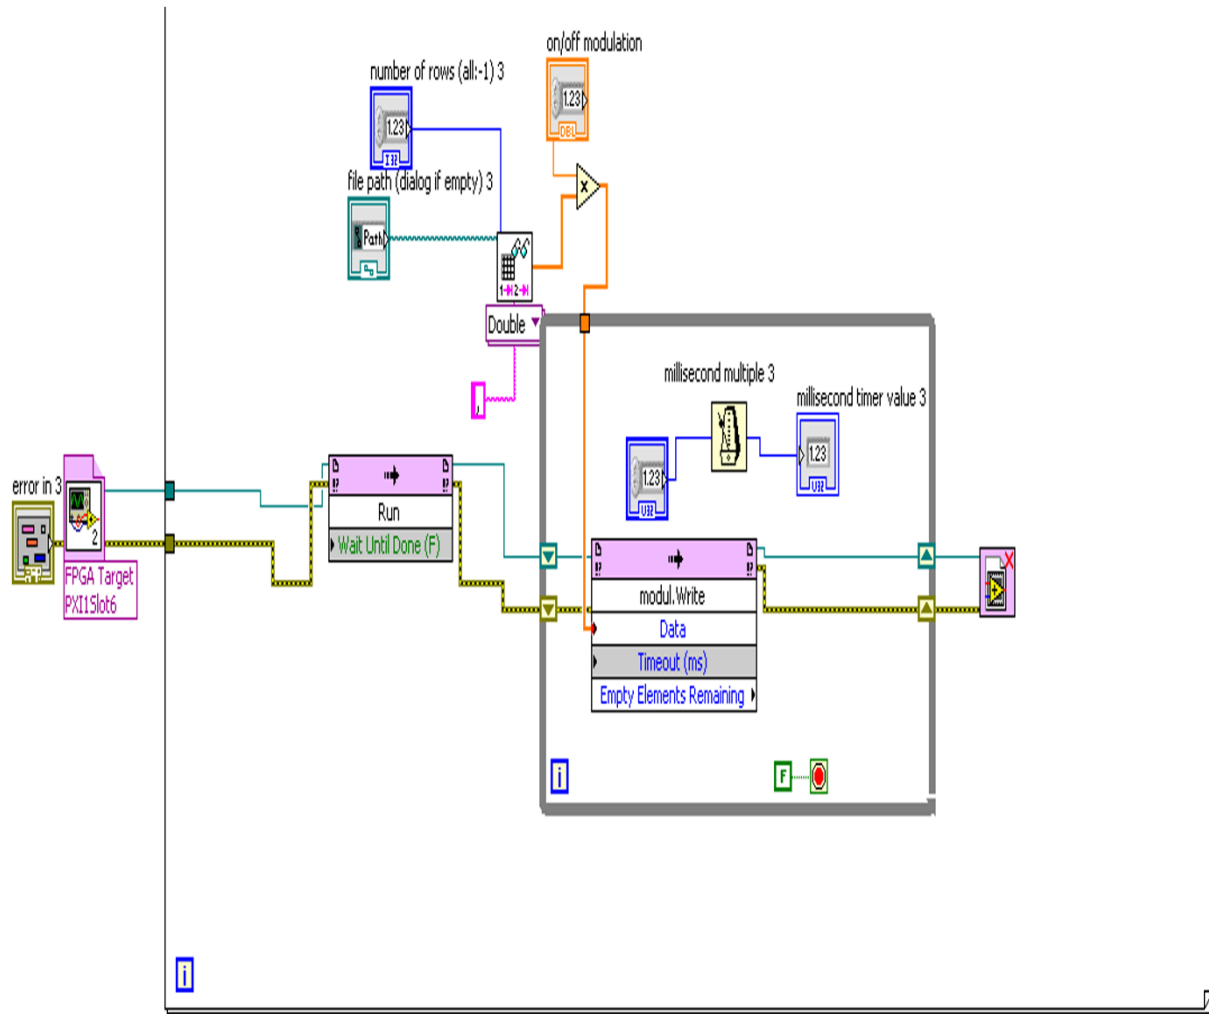 on/off modulation
1.23
DBL
number of rows (all:-1) 3
1.23
I32
file path (dialog if empty) 3
Path
1 2
Double
,
millisecond multiple 3
millisecond timer value 3
1.23
U32
1.23
U32
error in 3
2
FPGA Target
PXI1Slot6
Run
Wait Until Done (F)
modul.Write
Data
Timeout (ms)
Empty Elements Remaining
i
F
i